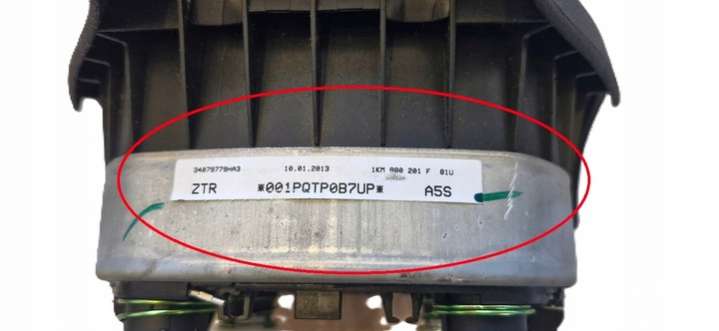 34079779HA3 10.01.2013 1KM 880 201 F 81U
ZTR *001PQTP0B7UP* A5S